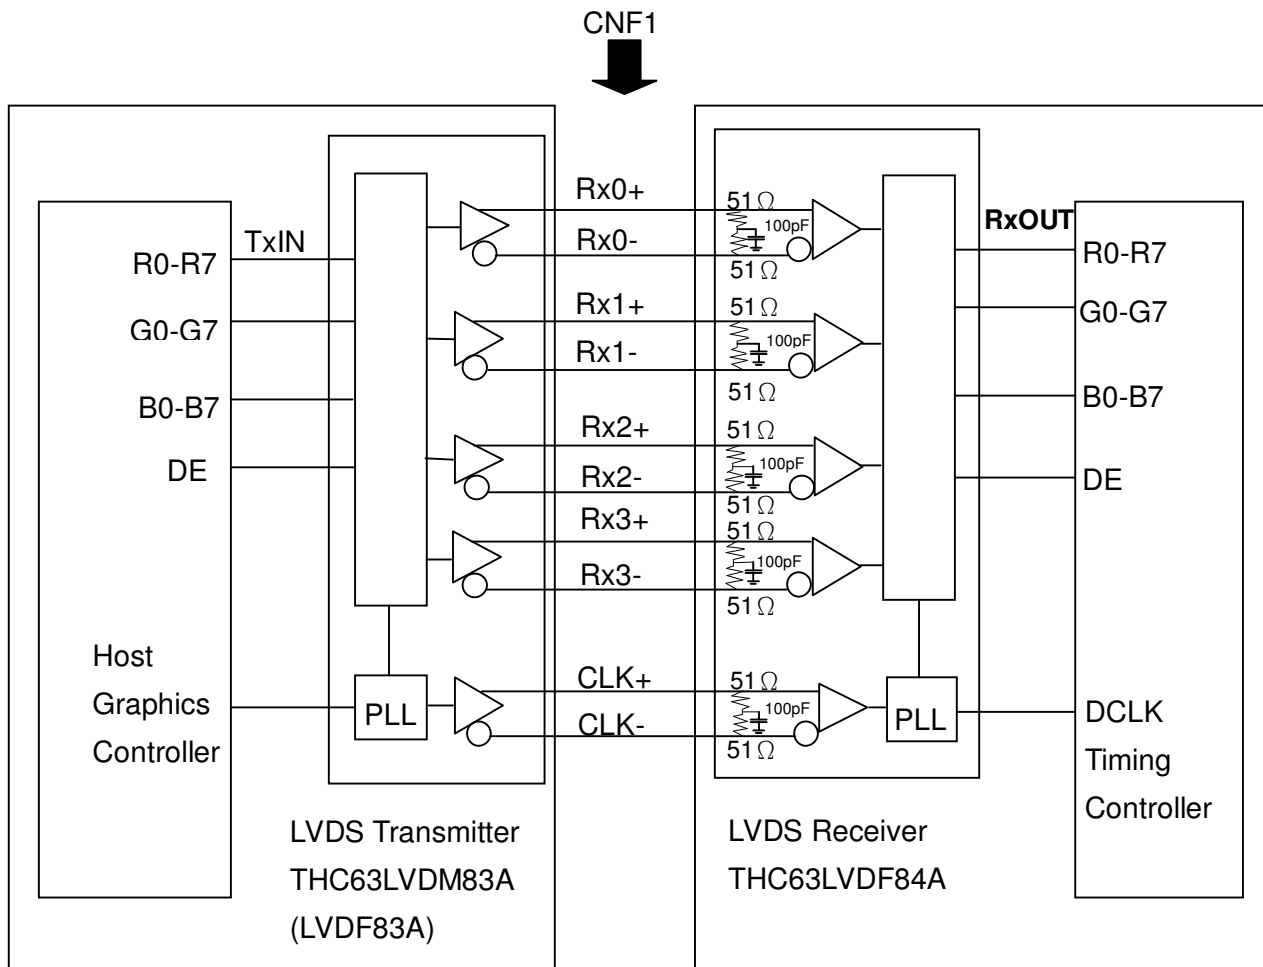 CNF1
TxIN
R0-R7
G0-G7
B0-B7
DE
Host
Graphics
Controller
PLL
LVDS Transmitter
THC63LVDM83A
(LVDF83A)
Rx0+
Rx0-
Rx1+
Rx1-
Rx2+
Rx2-
Rx3+
Rx3-
CLK+
CLK-
51Ω
100pF
51Ω
51Ω
100pF
51Ω
51Ω
100pF
51Ω
51Ω
100pF
51Ω
51Ω
100pF
51Ω
PLL
LVDS Receiver
THC63LVDF84A
RxOUT
R0-R7
G0-G7
B0-B7
DE
DCLK
Timing
Controller